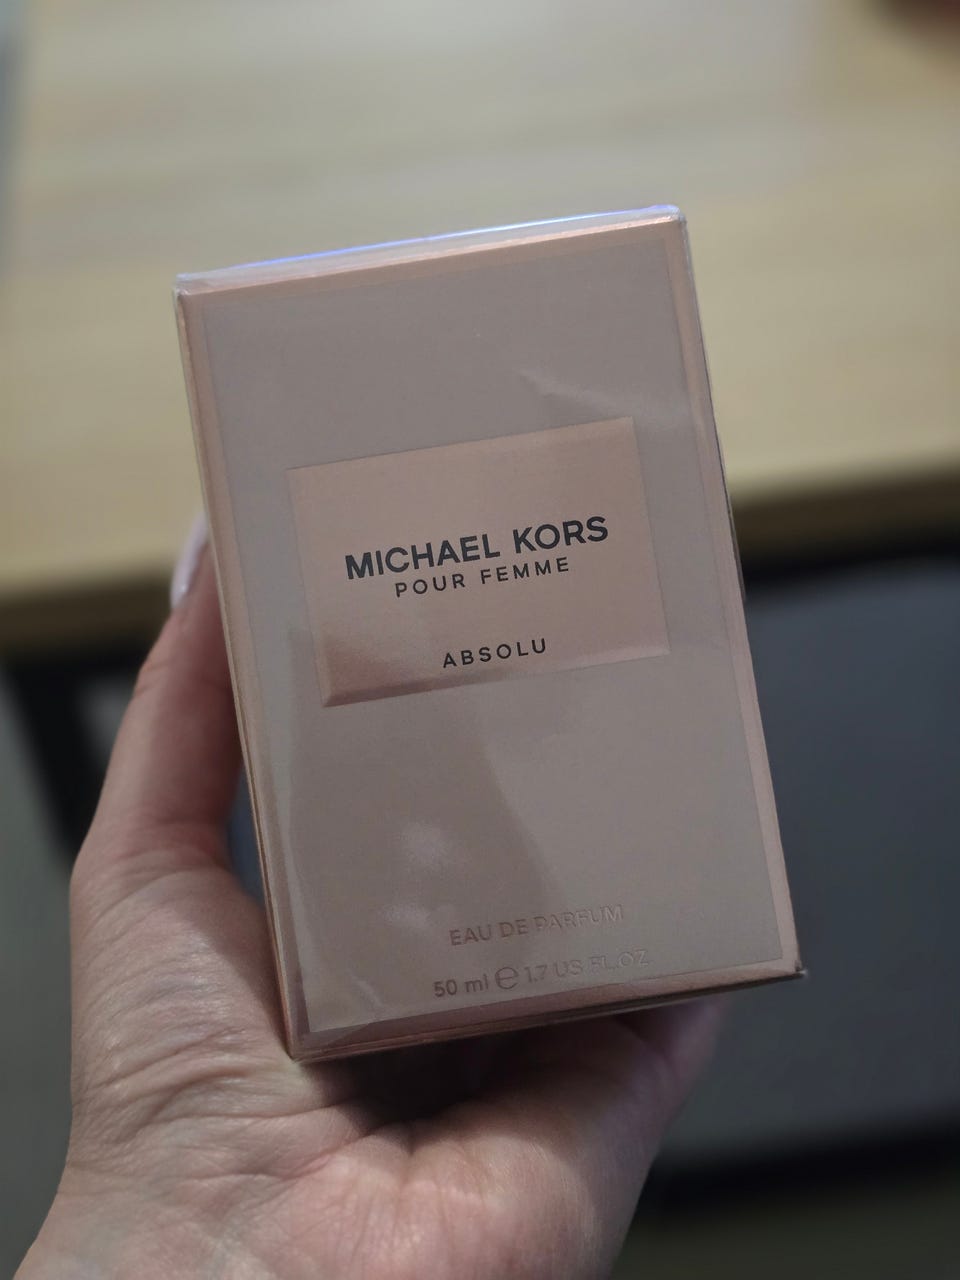 MICHAEL KORS
POUR FEMME
ABSOLU
EAU DE PARFUM
50 ml ℮ 1.7 US FL.OZ